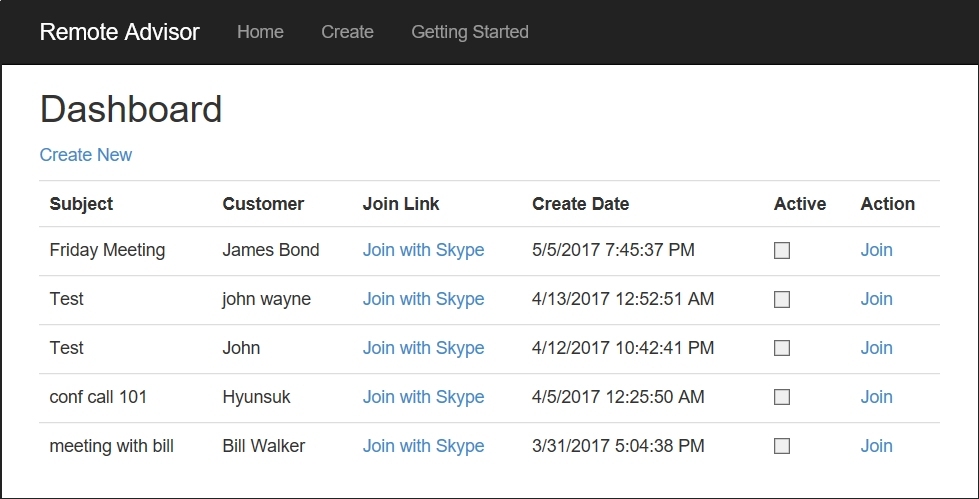 Remote Advisor Home Create Getting Started
Dashboard
Create New
Subject Customer Join Link Create Date Active Action
Friday Meeting James Bond Join with Skype 5/5/2017 7:45:37 PM Join
Test john wayne Join with Skype 4/13/2017 12:52:51 AM Join
Test John Join with Skype 4/12/2017 10:42:41 PM Join
conf call 101 Hyunsuk Join with Skype 4/5/2017 12:25:50 AM Join
meeting with bill Bill Walker Join with Skype 3/31/2017 5:04:38 PM Join